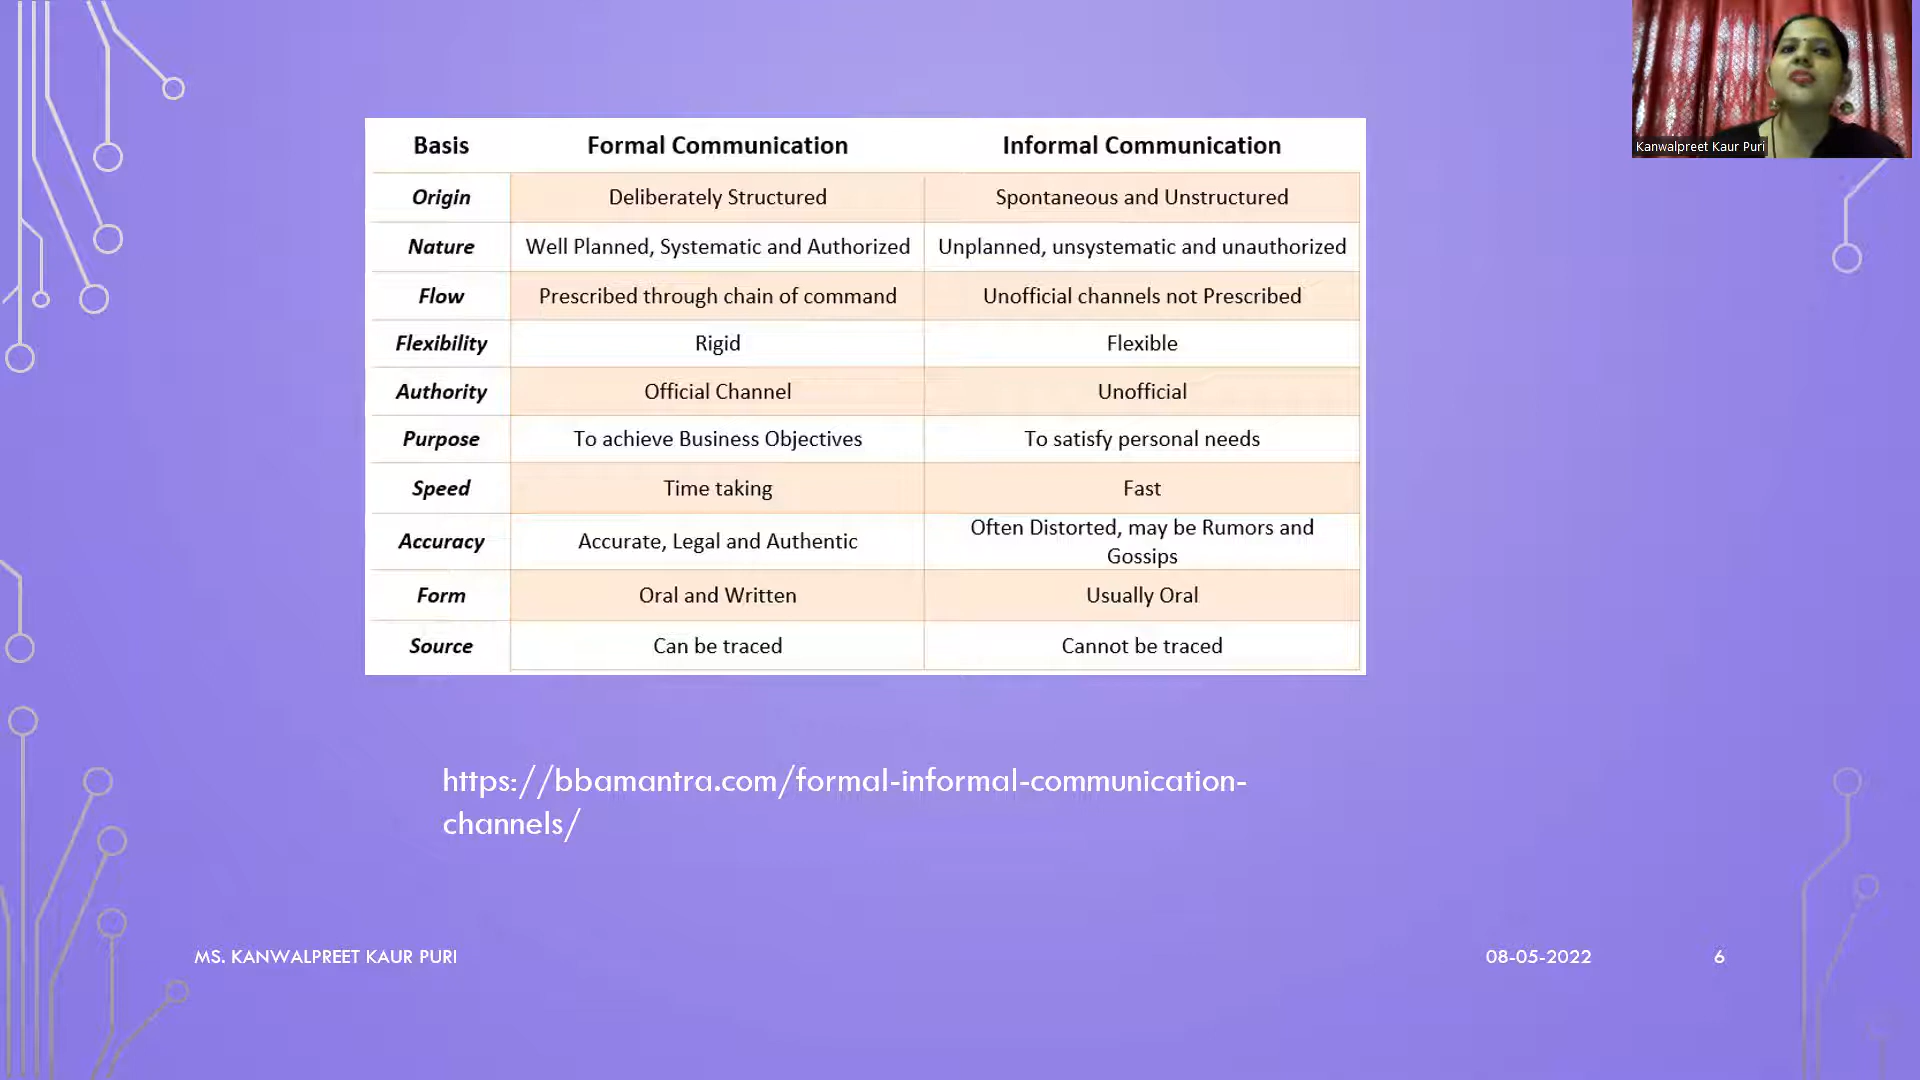 Kanwalpreet Kaur Puri
Basis Formal Communication Informal Communication
Origin Deliberately Structured Spontaneous and Unstructured
Nature Well Planned, Systematic and Authorized Unplanned, unsystematic and unauthorized
Flow Prescribed through chain of command Unofficial channels not Prescribed
Flexibility Rigid Flexible
Authority Official Channel Unofficial
Purpose To achieve Business Objectives To satisfy personal needs
Speed Time taking Fast
Accuracy Accurate, Legal and Authentic Often Distorted, may be Rumors and
Gossips
Form Oral and Written Usually Oral
Source Can be traced Cannot be traced
https://bbamantra.com/formal-informal-communication-
channels/
MS. KANWALPREET KAUR PURI 08-05-2022 6